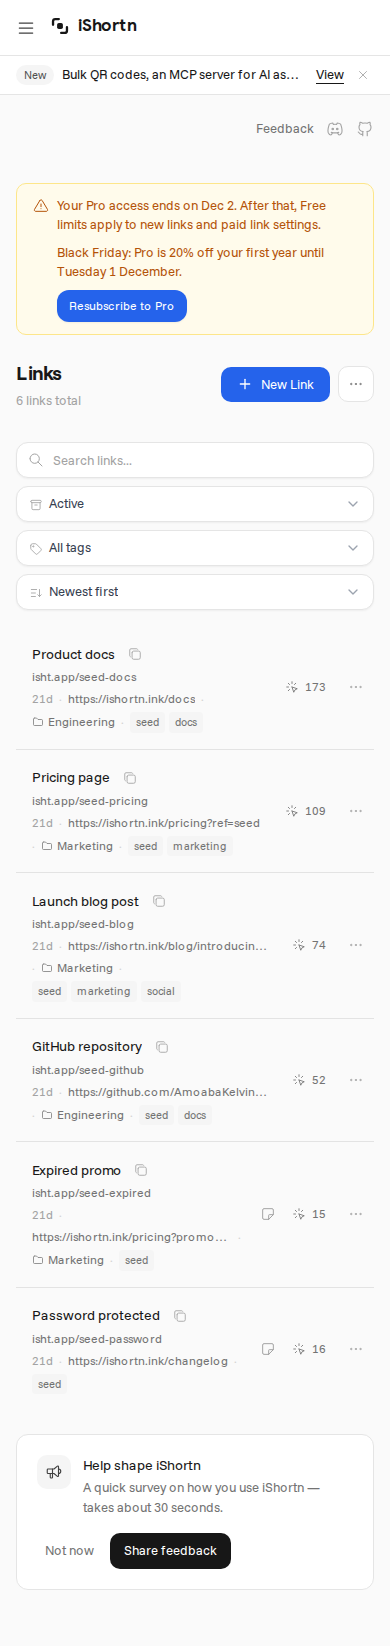 iShortn
New Bulk QR codes, an MCP server for AI as... View
Feedback
Your Pro access ends on Dec 2. After that, Free
limits apply to new links and paid link settings.
Black Friday: Pro is 20% off your first year until
Tuesday 1 December.
Resubscribe to Pro
Links
6 links total
New Link
Search links...
Active
All tags
Newest first
Product docs
isht.app/seed-docs
21d · https://ishortn.ink/docs ·
173
Engineering · seed docs
Pricing page
isht.app/seed-pricing
21d · https://ishortn.ink/pricing?ref=seed
109
· Marketing · seed marketing
Launch blog post
isht.app/seed-blog
21d · https://ishortn.ink/blog/introducin...
74
· Marketing ·
seed marketing social
GitHub repository
isht.app/seed-github
21d · https://github.com/AmoabaKelvin...
52
· Engineering · seed docs
Expired promo
isht.app/seed-expired
21d ·
15
https://ishortn.ink/pricing?promo... ·
Marketing · seed
Password protected
isht.app/seed-password
21d · https://ishortn.ink/changelog ·
16
seed
Help shape iShortn
A quick survey on how you use iShortn —
takes about 30 seconds.
Not now Share feedback